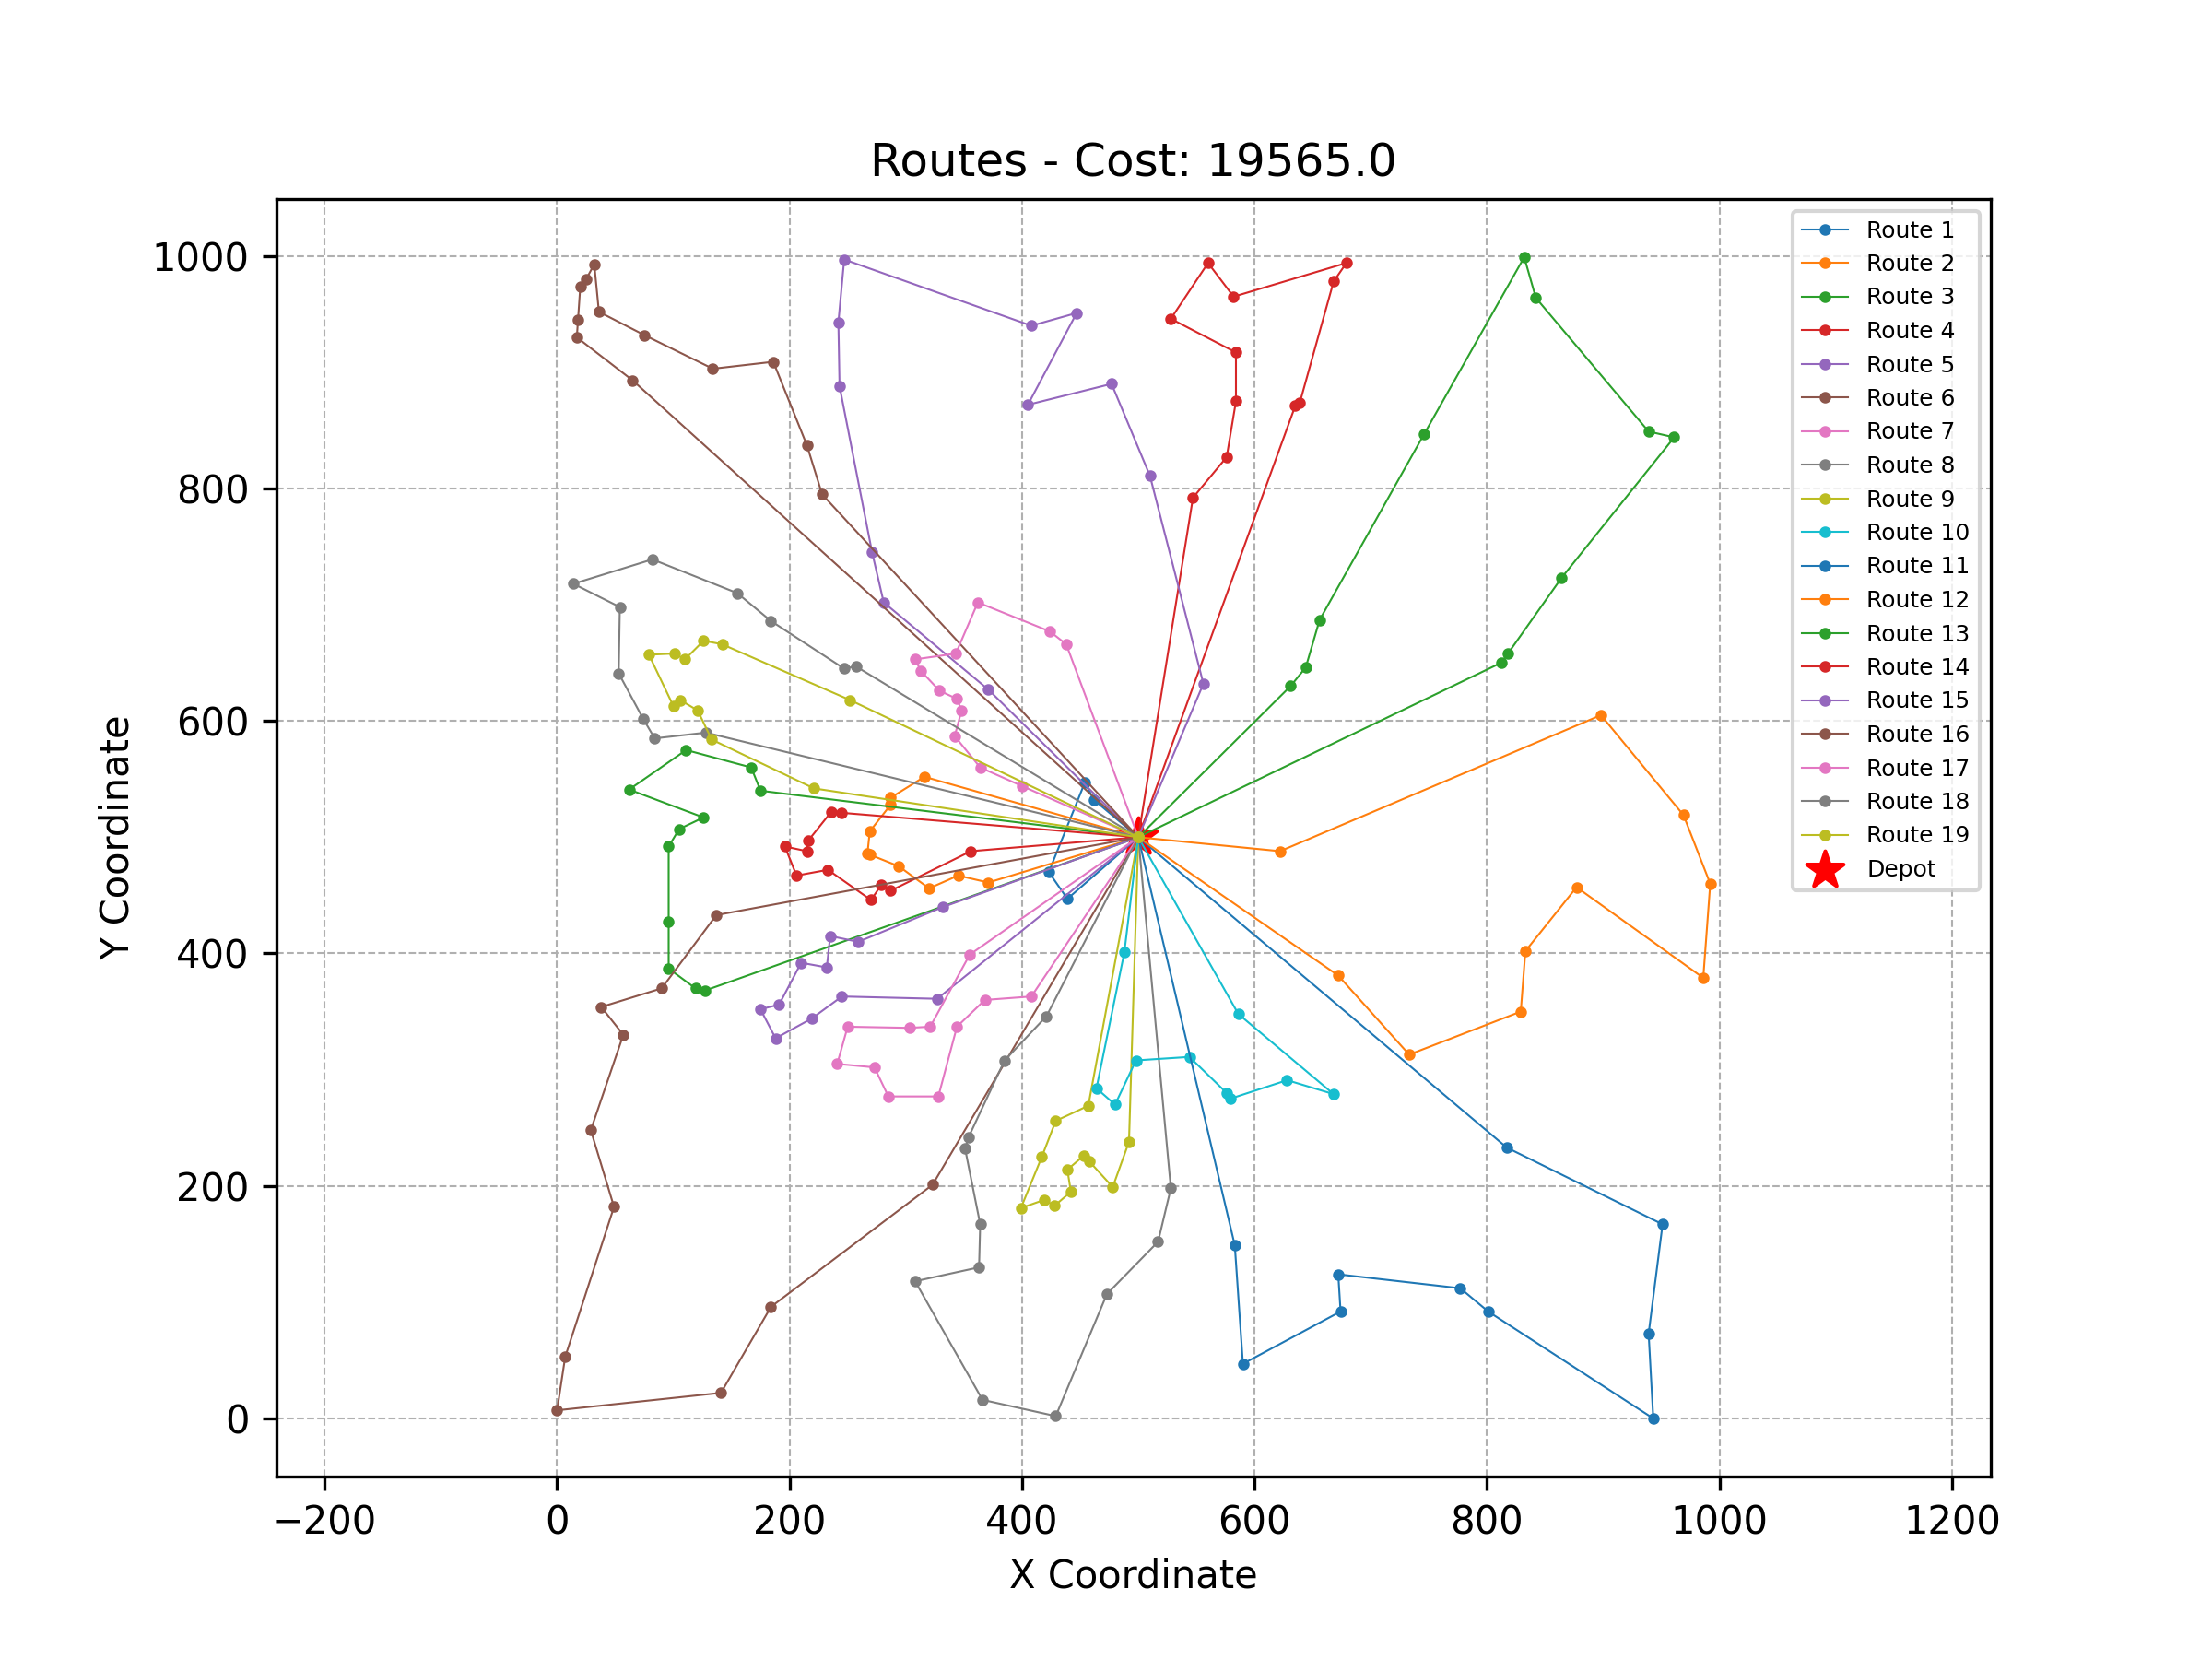 Routes - Cost: 19565.0
Y Coordinate
1000
800
600
400
200
0
−200 0 200 400 600 800 1000 1200
X Coordinate
Route 1
Route 2
Route 3
Route 4
Route 5
Route 6
Route 7
Route 8
Route 9
Route 10
Route 11
Route 12
Route 13
Route 14
Route 15
Route 16
Route 17
Route 18
Route 19
Depot